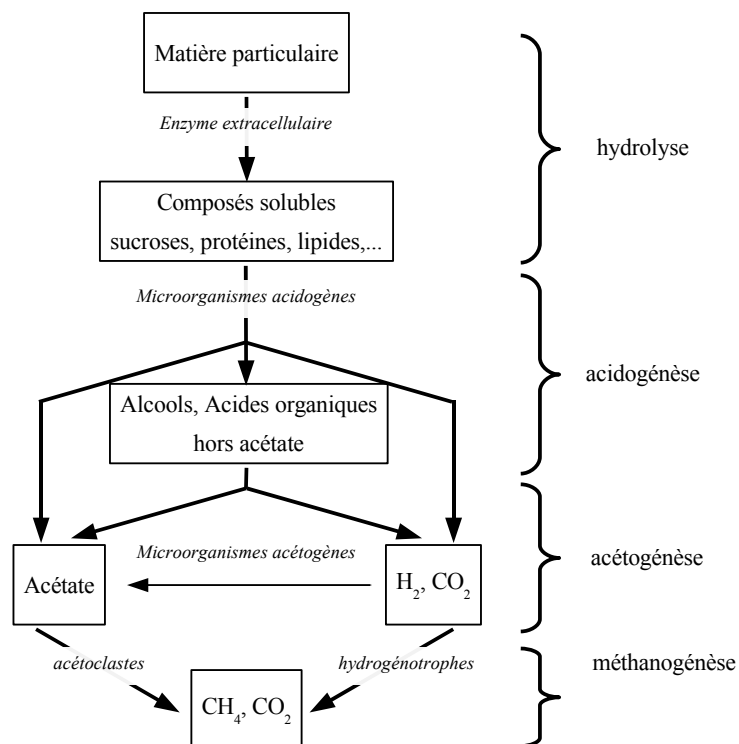 Matière particulaire
Enzyme extracellulaire
hydrolyse
Composés solubles
sucroses, protéines, lipides,...
Microorganismes acidogènes
acidogénèse
Alcools, Acides organiques
hors acétate
Microorganismes acétogènes
acétogénèse
Acétate
H₂, CO₂
acétoclastes
hydrogénotrophes
méthanogénèse
CH₄, CO₂